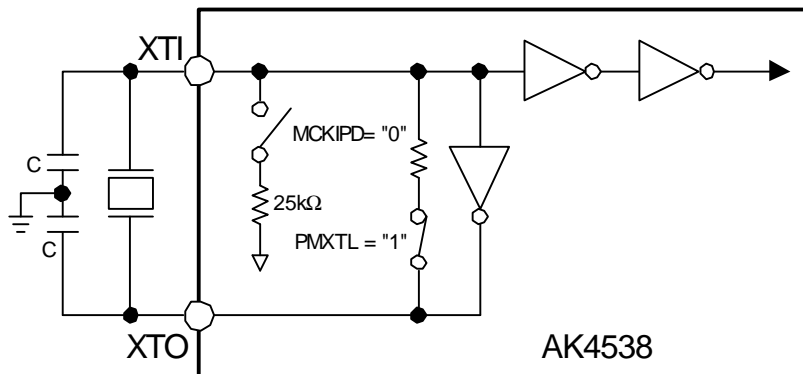 XTI
MCKIPD= "0"
C
25kΩ
C
PMXTL = "1"
XTO
AK4538